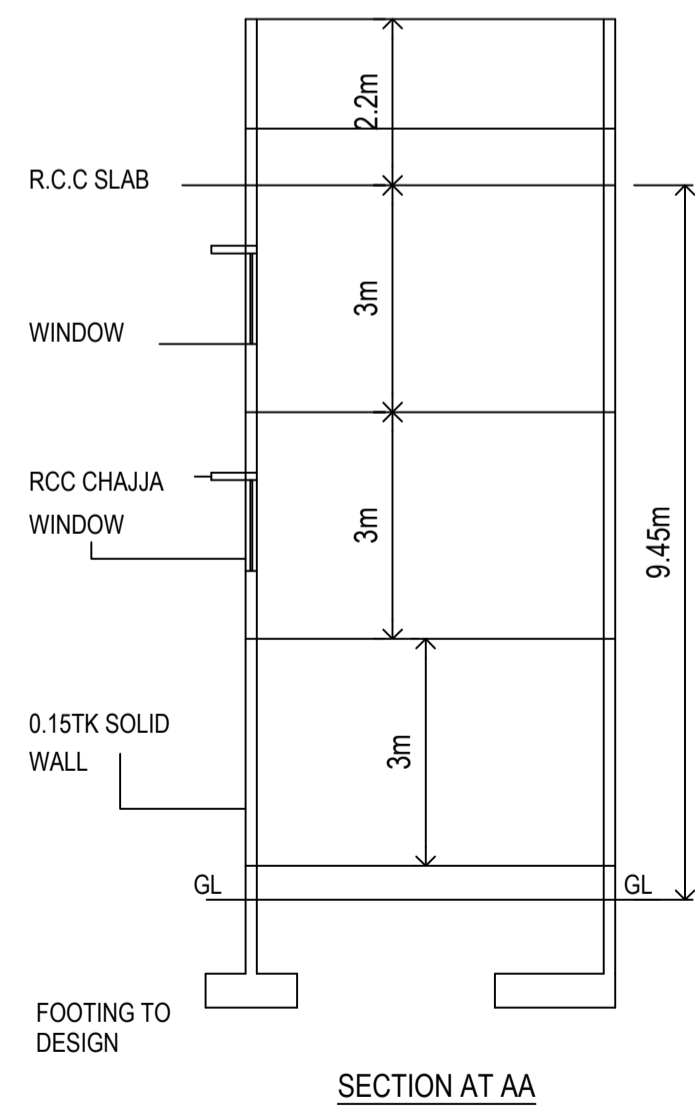 2.2m
R.C.C SLAB
3m
WINDOW
RCC CHAJJA
WINDOW
3m
9.45m
0.15TK SOLID
WALL
3m
GL
GL
FOOTING TO
DESIGN
SECTION AT AA